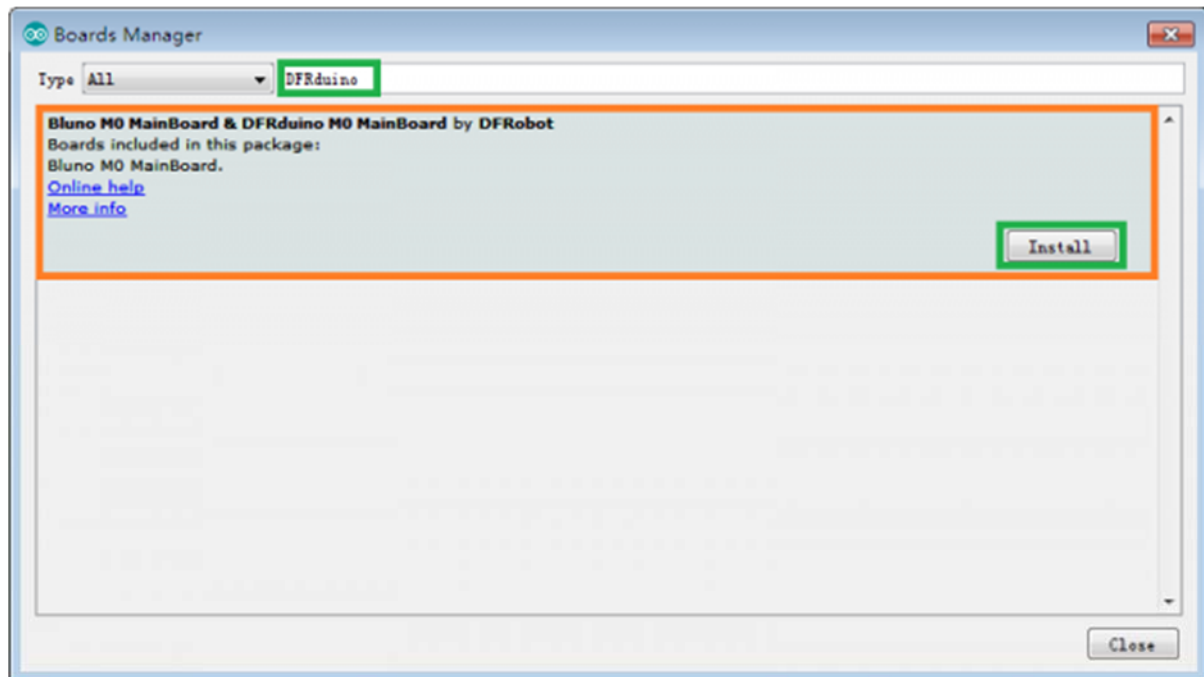 Boards Manager
Type All DFRduino
Bluno M0 MainBoard & DFRduino M0 MainBoard by DFRobot
Boards included in this package:
Bluno M0 MainBoard.
Online help
More info
Install
Close